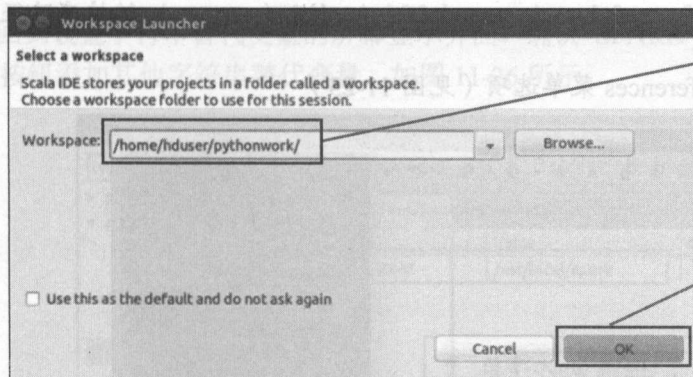 Workspace Launcher
Select a workspace
Scala IDE stores your projects in a folder called a workspace.
Choose a workspace folder to use for this session.
Workspace:
/home/hduser/pythonwork/
Browse...
Use this as the default and do not ask again
Cancel
OK